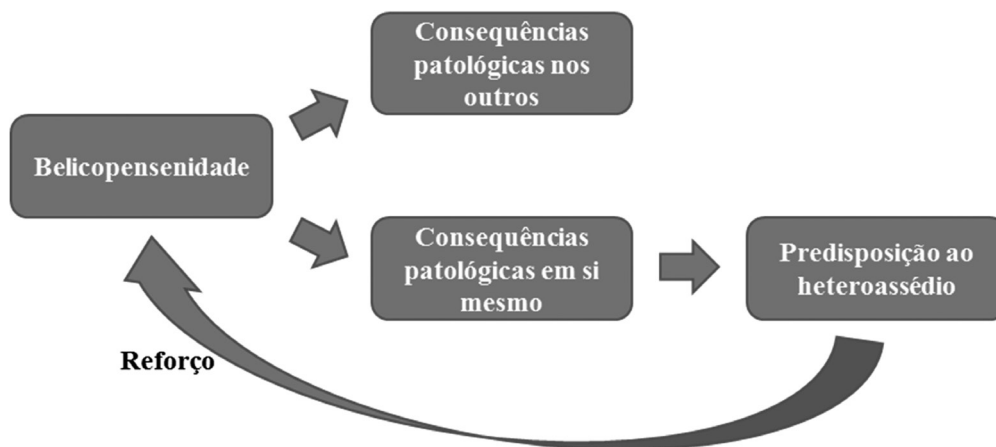 Consequências
patológicas nos
outros
Belicopensenidade
Consequências
patológicas em si
mesmo
Predisposição ao
heteroassédio
Reforço